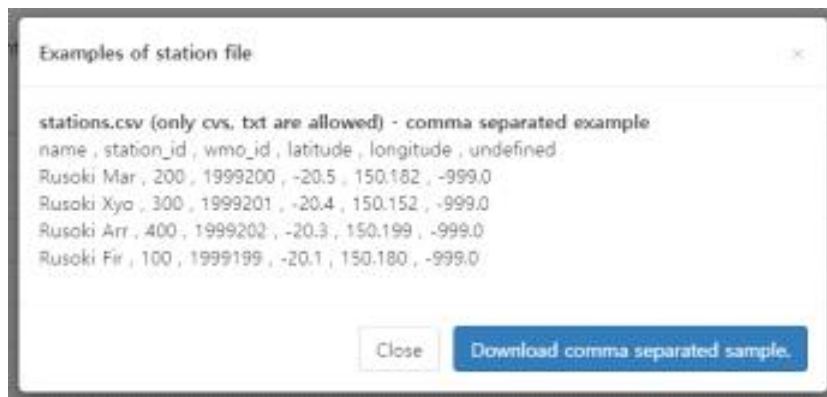 Examples of station file
×
stations.csv (only cvs, txt are allowed) - comma separated example
name , station_id , wmo_id , latitude , longitude , undefined
Rusoki Mar , 200 , 1999200 , -20.5 , 150.182 , -999.0
Rusoki Xyo , 300 , 1999201 , -20.4 , 150.152 , -999.0
Rusoki Arr , 400 , 1999202 , -20.3 , 150.199 , -999.0
Rusoki Fir , 100 , 1999199 , -20.1 , 150.180 , -999.0
Close
Download comma separated sample.